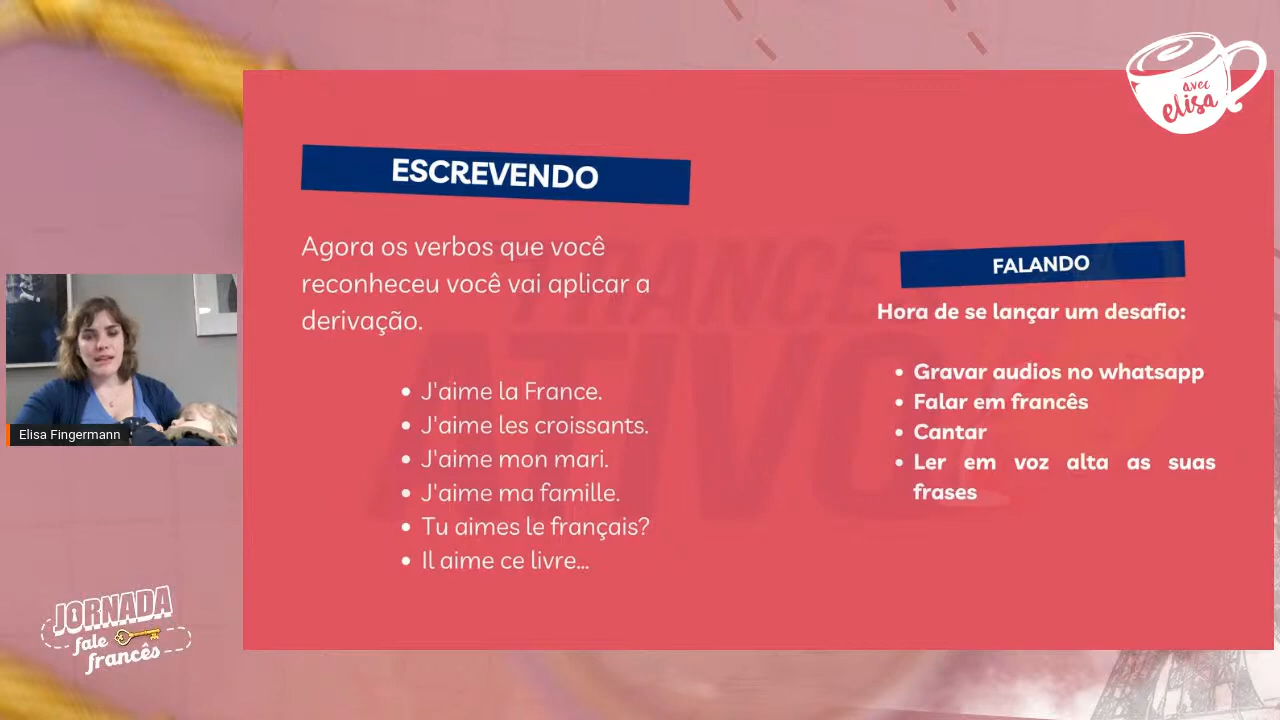 avec
elisa
ESCREVENDO
Agora os verbos que você
reconheceu você vai aplicar a
derivação.
• J'aime la France.
• J'aime les croissants.
• J'aime mon mari.
• J'aime ma famille.
• Tu aimes le français?
• Il aime ce livre...
FALANDO
Hora de se lançar um desafio:
• Gravar audios no whatsapp
• Falar em francês
• Cantar
• Ler em voz alta as suas
frases
FRANCÊS
ATIVO
Elisa Fingermann
JORNADA
fale
francês